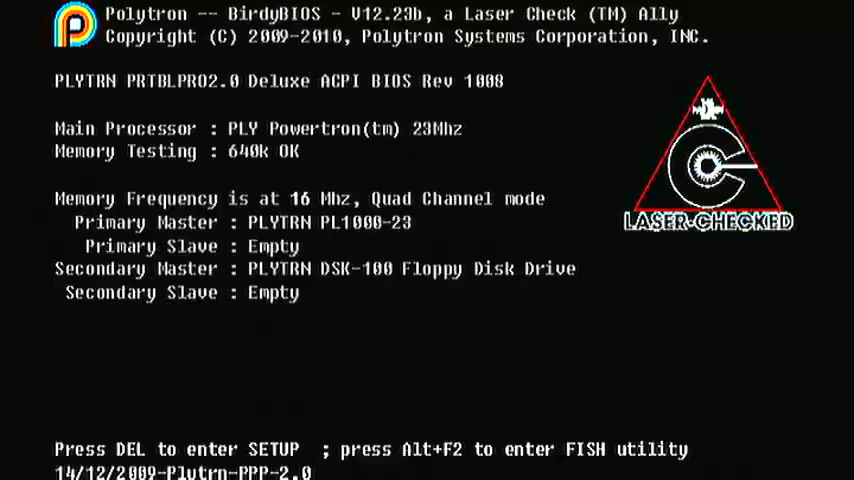 Polytron -- BirdyBIOS - V12.23b, a Laser Check (TM) Ally
Copyright (C) 2009-2010, Polytron Systems Corporation, INC.
PLYTRN PRTBLPRO2.0 Deluxe ACPI BIOS Rev 1008
Main Processor : PLY Powertron(tm) 23Mhz
Memory Testing : 640k OK
LASER-CHECKED
Memory Frequency is at 16 Mhz, Quad Channel mode
Primary Master : PLYTRN PL1000-23
Primary Slave : Empty
Secondary Master : PLYTRN DSK-100 Floppy Disk Drive
Secondary Slave : Empty
Press DEL to enter SETUP ; press Alt+F2 to enter FISH utility
14/12/2009-Plytrn-PPP-2.0